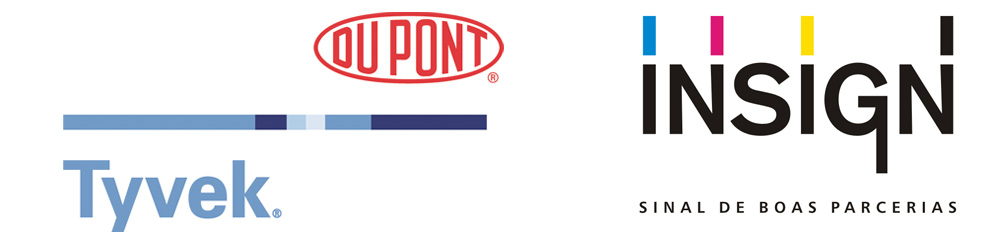 DU PONT®
Tyvek®
INSIGN
SINAL DE BOAS PARCERIAS